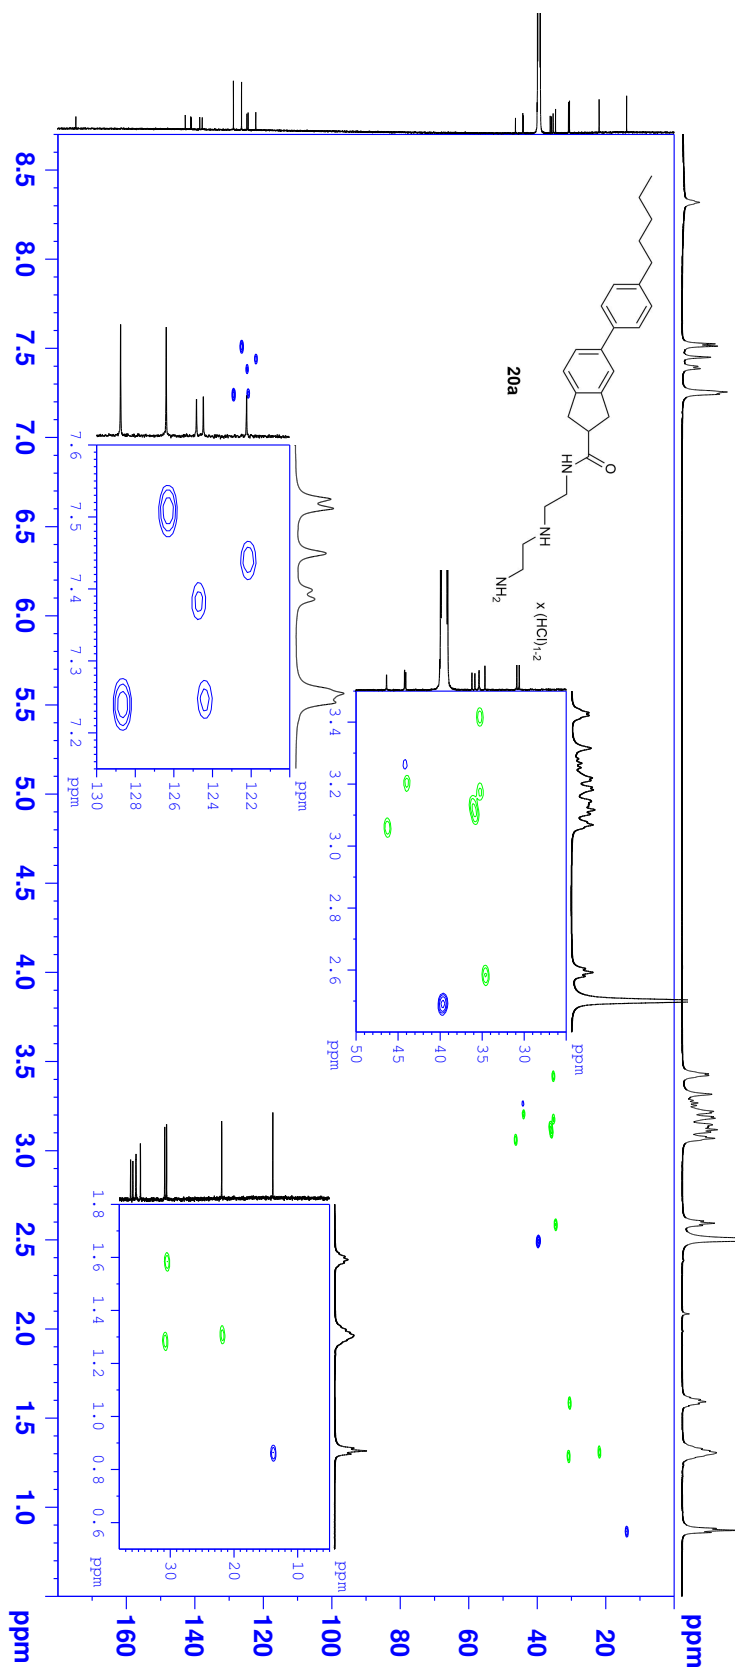 8.5 8.0 7.5 7.0 6.5 6.0 5.5 5.0 4.5 4.0 3.5 3.0 2.5 2.0 1.5 1.0 ppm
160 140 120 100 80 60 40 20 ppm
20a
O
HN
NH
NH2
x (HCl)1-2
7.6 7.5 7.4 7.3 7.2 ppm
130 128 126 124 122 ppm
3.4 3.2 3.0 2.8 2.6 ppm
50 45 40 35 30 ppm
1.8 1.6 1.4 1.2 1.0 0.8 0.6 ppm
30 20 10 ppm